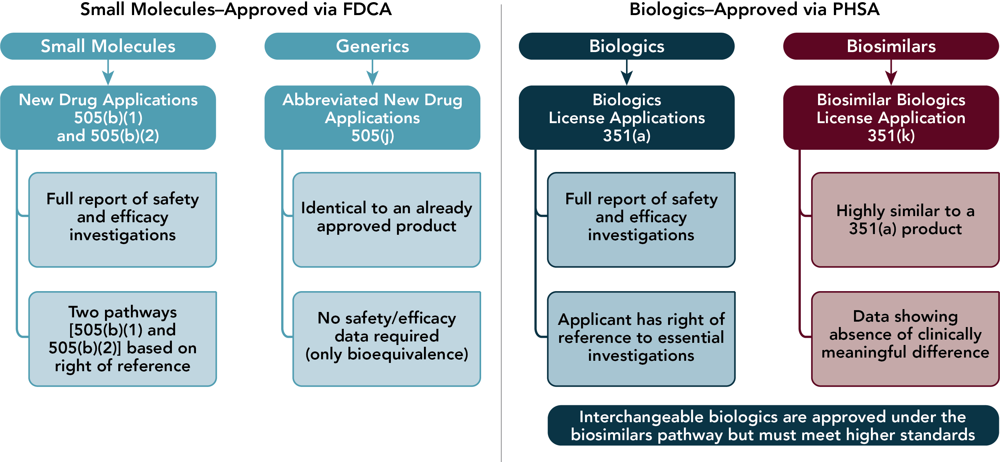 Small Molecules–Approved via FDCA
Small Molecules
New Drug Applications
505(b)(1)
and 505(b)(2)
Full report of safety
and efficacy
investigations
Two pathways
[505(b)(1) and
505(b)(2)] based on
right of reference
Generics
Abbreviated New Drug
Applications
505(j)
Identical to an already
approved product
No safety/efficacy
data required
(only bioequivalence)
Biologics–Approved via PHSA
Biologics
Biologics
License Applications
351(a)
Full report of safety
and efficacy
investigations
Applicant has right of
reference to essential
investigations
Biosimilars
Biosimilar Biologics
License Application
351(k)
Highly similar to a
351(a) product
Data showing
absence of clinically
meaningful difference
Interchangeable biologics are approved under the
biosimilars pathway but must meet higher standards